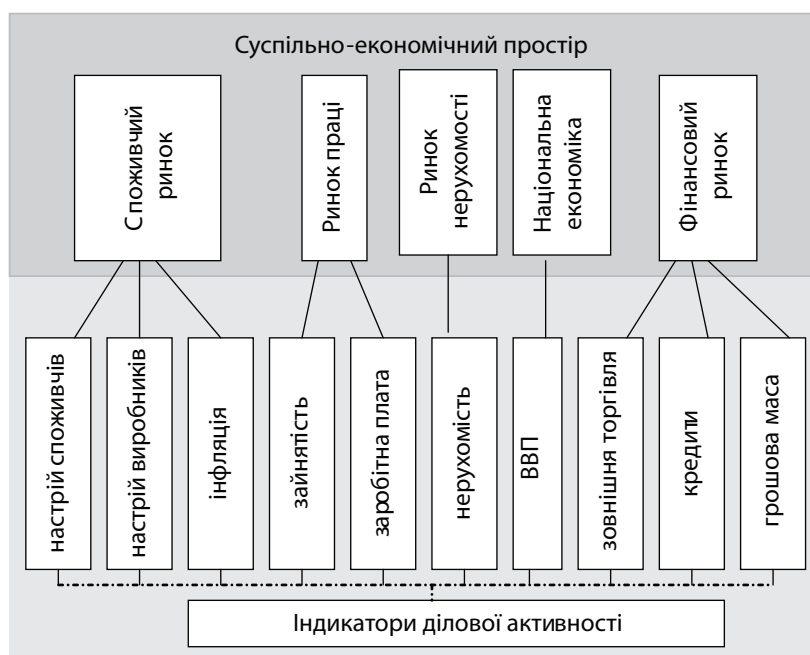 Суспільно-економічний простір
Споживчий
ринок
Ринок праці
Ринок
нерухомості
Національна
економіка
Фінансовий
ринок
настрій споживчів
настрій виробників
інфляція
зайнятість
заробітна плата
нерухомість
ВВП
зовнішня торгівля
кредити
грошова маса
Індикатори ділової активності